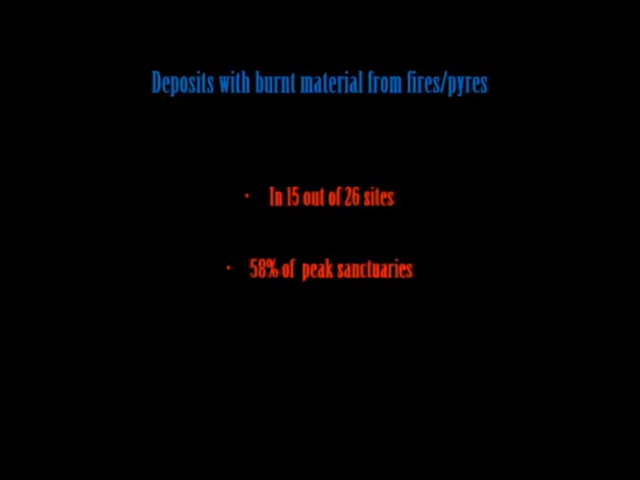 Deposits with burnt material from fires/pyres
• In 15 out of 26 sites
• 58% of peak sanctuaries